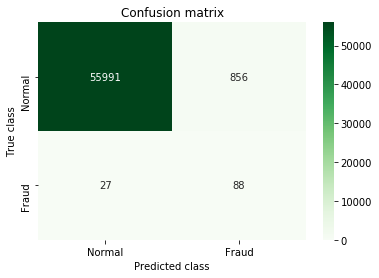 Confusion matrix
True class
Normal
55991
856
Fraud
27
88
Normal
Fraud
Predicted class
50000
40000
30000
20000
10000
0